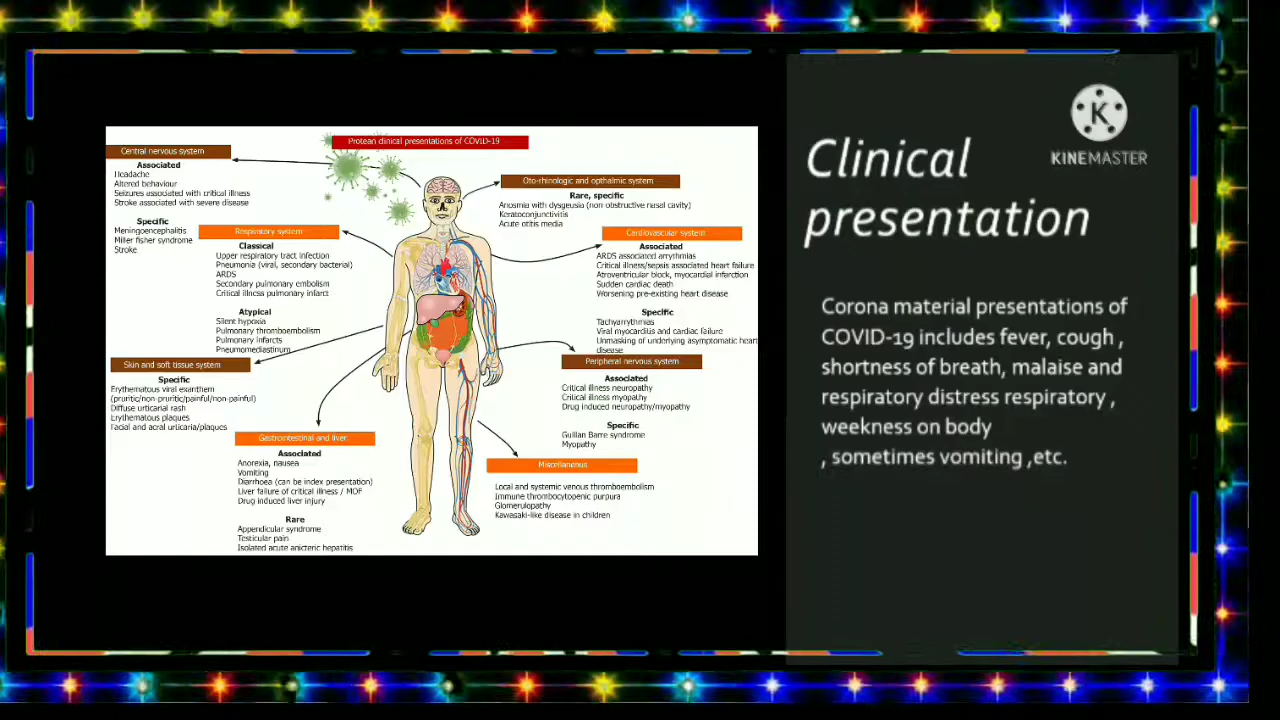 Protean clinical presentations of COVID-19
Central nervous system
Associated
Headache
Altered behaviour
Seizures associated with critical illness
Stroke associated with severe disease
Specific
Meningoencephalitis
Miller fisher syndrome
Stroke
Respiratory system
Classical
Upper respiratory tract infection
Pneumonia (viral, secondary bacterial)
ARDS
Secondary pulmonary embolism
Critical illness pulmonary infarct
Atypical
Silent hypoxia
Pulmonary thromboembolism
Pulmonary infarcts
Pneumomediastinum
Skin and soft tissue system
Specific
Erythematous viral exanthem
(pruritic/non-pruritic/painful/non-painful)
Diffuse urticarial rash
Erythematous plaques
Facial and acral urticaria/plaques
Gastrointestinal and liver
Associated
Anorexia, nausea
Vomiting
Diarrhoea (can be index presentation)
Liver failure of critical illness / MOF
Drug induced liver injury
Rare
Appendicular syndrome
Testicular pain
Isolated acute anicteric hepatitis
Oto-rhinologic and opthalmic system
Rare, specific
Anosmia with dysgeusia (non obstructive nasal cavity)
Keratoconjunctivitis
Acute otitis media
Cardiovascular system
Associated
ARDS associated arrythmias
Critical illness/sepsis associated heart failure
Atroventricular block, myocardial infarction
Sudden cardiac death
Worsening pre-existing heart disease
Specific
Tachyarrythmias
Viral myocarditis and cardiac failure
Unmasking of underlying asymptomatic heart
disease
Peripheral nervous system
Associated
Critical illness neuropathy
Critical illness myopathy
Drug induced neuropathy/myopathy
Specific
Guillan Barre syndrome
Myopathy
Miscellaneous
Local and systemic venous thromboembolism
Immune thrombocytopenic purpura
Glomerulopathy
Kawasaki-like disease in children
K
KINEMASTER
Clinical
presentation
Corona material presentations of
COVID-19 includes fever, cough ,
shortness of breath, malaise and
respiratory distress respiratory ,
weekness on body
, sometimes vomiting ,etc.